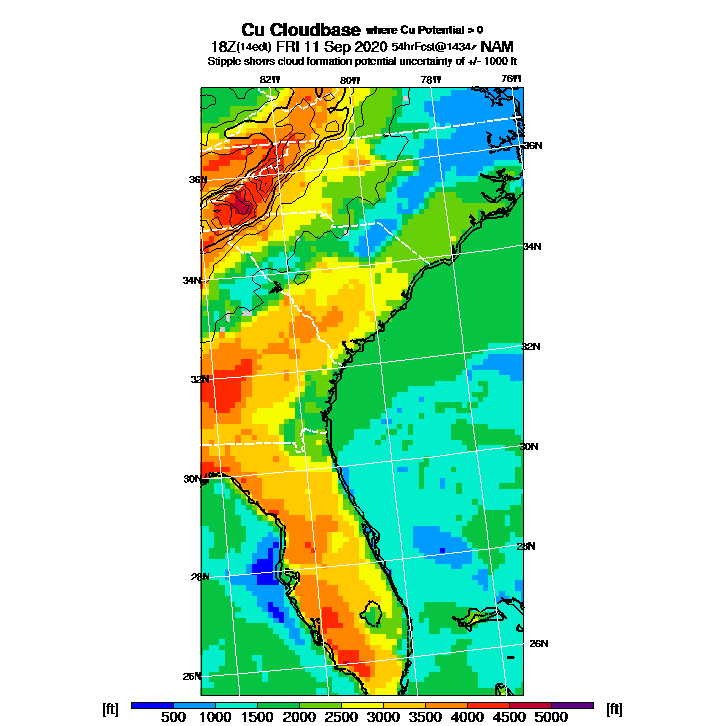 Cu Cloudbase where Cu Potential > 0
18Z(14edt) FRI 11 Sep 2020 54hrFcst@1434z NAM
Stipple shows cloud formation potential uncertainty of +/- 1000 ft
82W 80W 78W 76W
36N
36N
34N
34N
32N
32N
30N
30N
28N
28N
26N
26N
[ft] 500 1000 1500 2000 2500 3000 3500 4000 4500 5000 [ft]